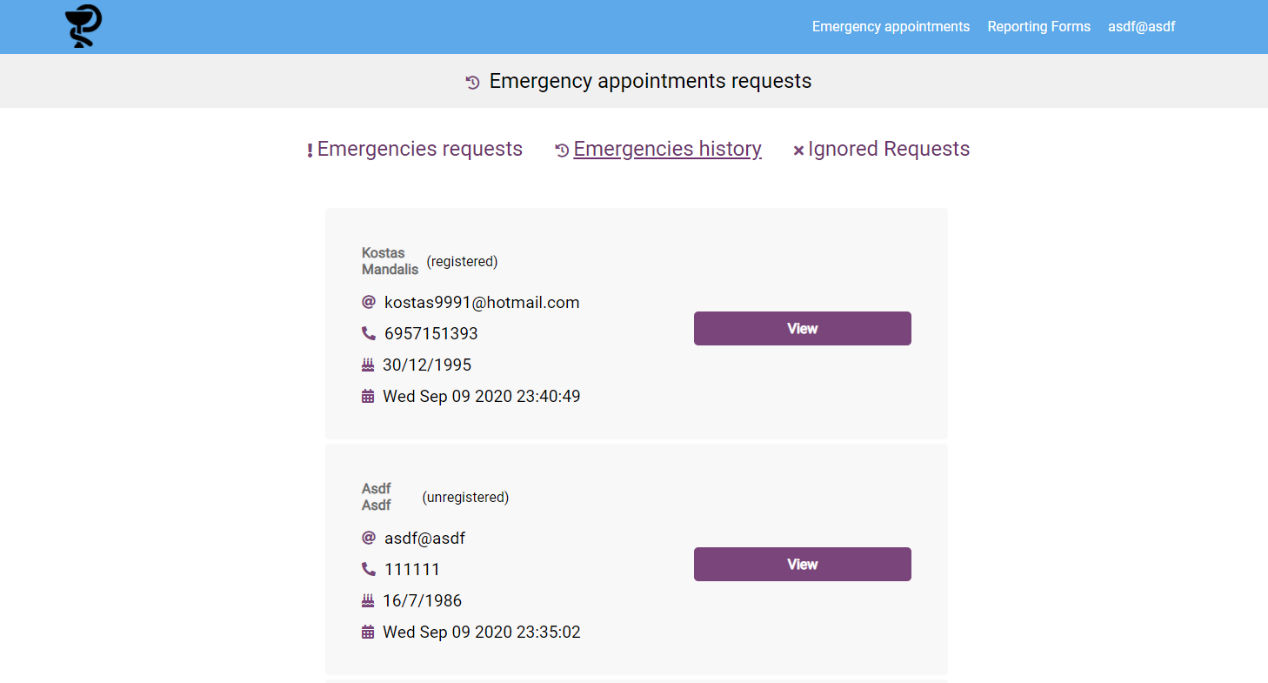 Emergency appointments Reporting Forms asdf@asdf
Emergency appointments requests
Emergencies requests Emergencies history Ignored Requests
Kostas
Mandalis (registered)
kostas9991@hotmail.com
6957151393
View
30/12/1995
Wed Sep 09 2020 23:40:49
Asdf
Asdf (unregistered)
asdf@asdf
111111
View
16/7/1986
Wed Sep 09 2020 23:35:02